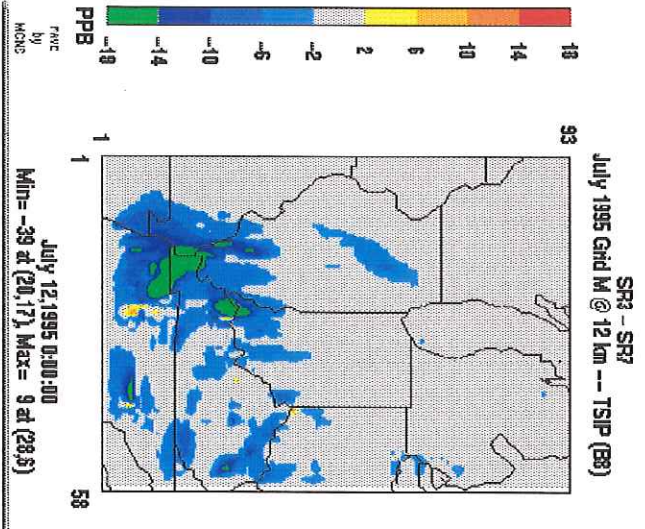 SR3 - SR7
July 1995 Grid M @ 12 km -- TSIP (B8)
18
14
10
6
2
-2
-6
-10
-14
-18
PPB
PAVE
by
MCNC
93
1
1
58
July 12,1995 0:00:00
Min= -39 at (20,17), Max= 9 at (28,6)